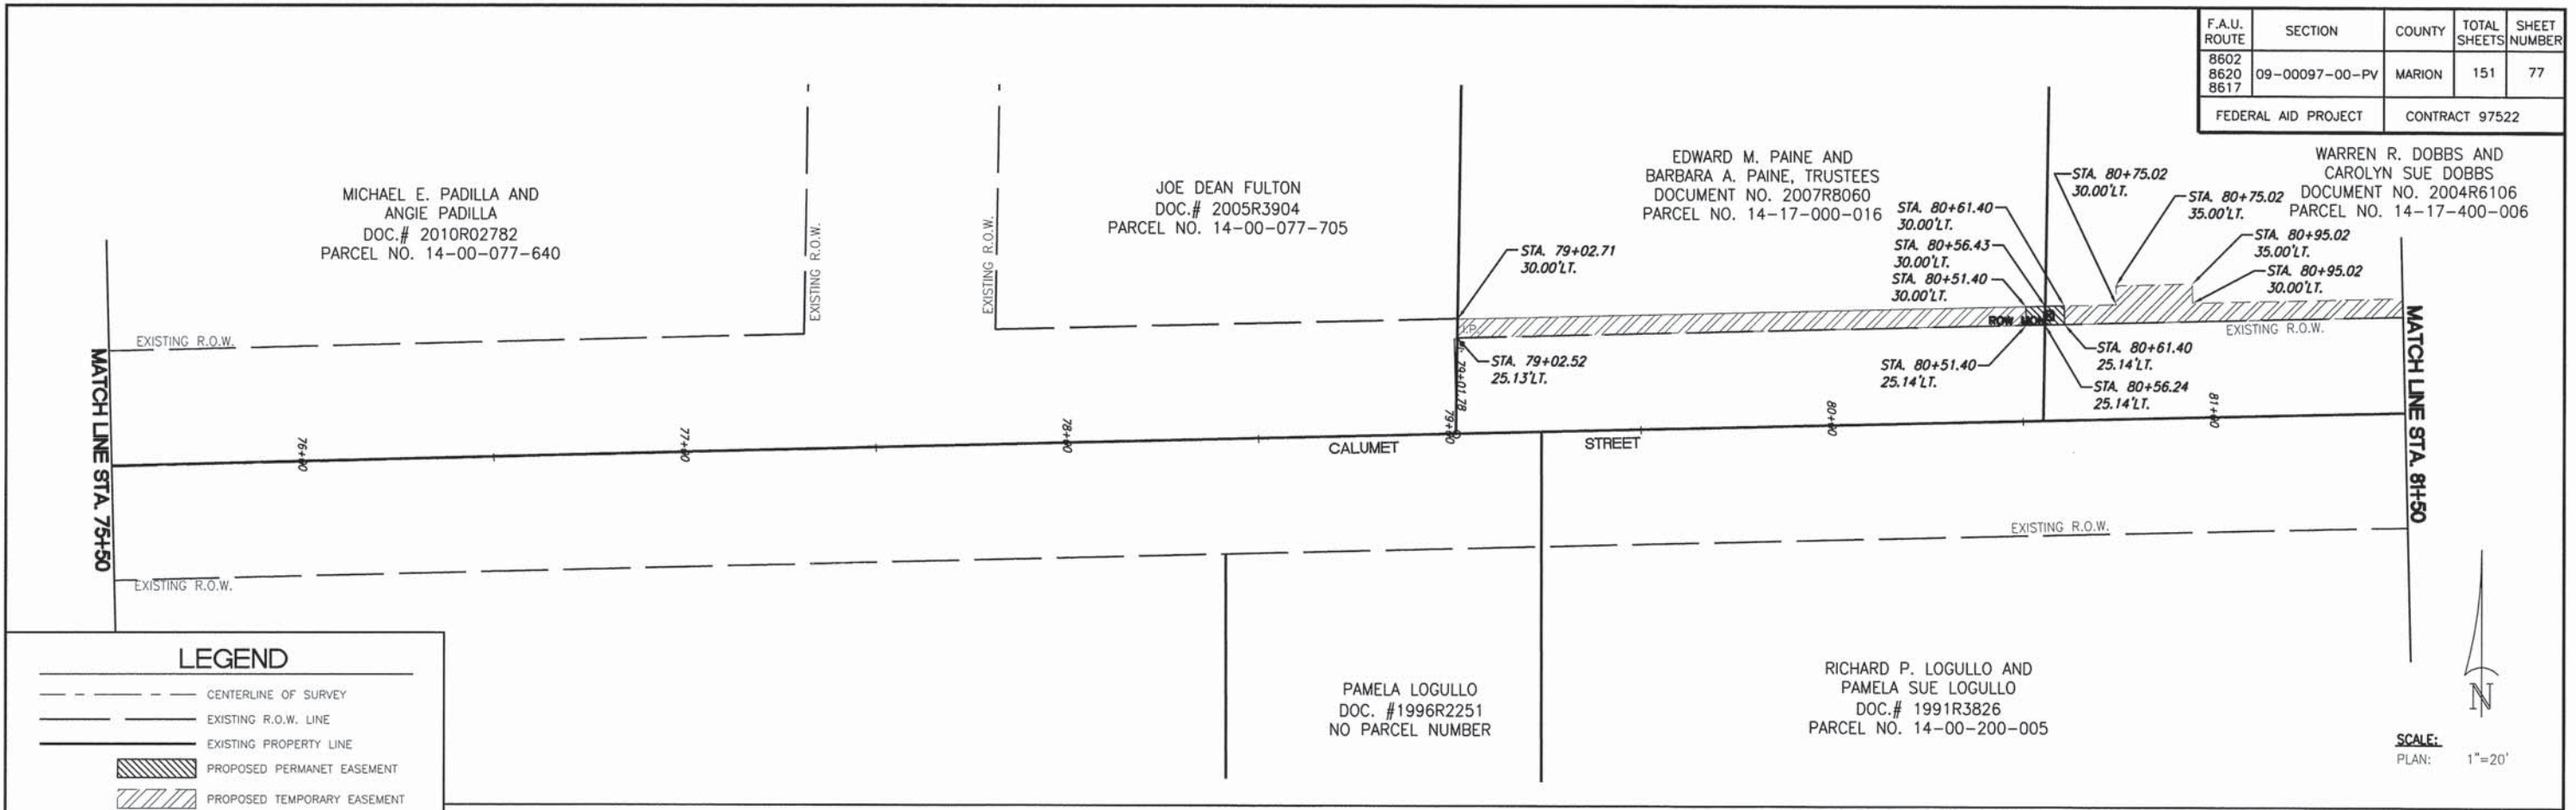 F.A.U. ROUTE SECTION COUNTY TOTAL SHEETS SHEET NUMBER
8602
8620 09-00097-00-PV MARION 151 77
8617
FEDERAL AID PROJECT CONTRACT 97522
MICHAEL E. PADILLA AND
ANGIE PADILLA
DOC.# 2010R02782
PARCEL NO. 14-00-077-640
EXISTING R.O.W.
EXISTING R.O.W.
JOE DEAN FULTON
DOC.# 2005R3904
PARCEL NO. 14-00-077-705
EDWARD M. PAINE AND
BARBARA A. PAINE, TRUSTEES
DOCUMENT NO. 2007R8060
PARCEL NO. 14-17-000-016
WARREN R. DOBBS AND
CAROLYN SUE DOBBS
DOCUMENT NO. 2004R6106
PARCEL NO. 14-17-400-006
STA. 79+02.71
30.00'LT.
STA. 80+61.40
30.00'LT.
STA. 80+56.43
30.00'LT.
STA. 80+51.40
30.00'LT.
STA. 80+75.02
30.00'LT.
STA. 80+75.02
35.00'LT.
STA. 80+95.02
35.00'LT.
STA. 80+95.02
30.00'LT.
EXISTING R.O.W.
I.P.
ROW MON
EXISTING R.O.W.
STA. 79+02.52
25.13'LT.
79+01.78
STA. 80+51.40
25.14'LT.
STA. 80+61.40
25.14'LT.
STA. 80+56.24
25.14'LT.
MATCH LINE STA. 75+50
76+00
77+00
78+00
79+00
80+00
81+00
MATCH LINE STA. 81+50
CALUMET STREET
EXISTING R.O.W.
EXISTING R.O.W.
PAMELA LOGULLO
DOC. #1996R2251
NO PARCEL NUMBER
RICHARD P. LOGULLO AND
PAMELA SUE LOGULLO
DOC.# 1991R3826
PARCEL NO. 14-00-200-005
N
SCALE:
PLAN: 1"=20'
LEGEND
CENTERLINE OF SURVEY
EXISTING R.O.W. LINE
EXISTING PROPERTY LINE
PROPOSED PERMANET EASEMENT
PROPOSED TEMPORARY EASEMENT